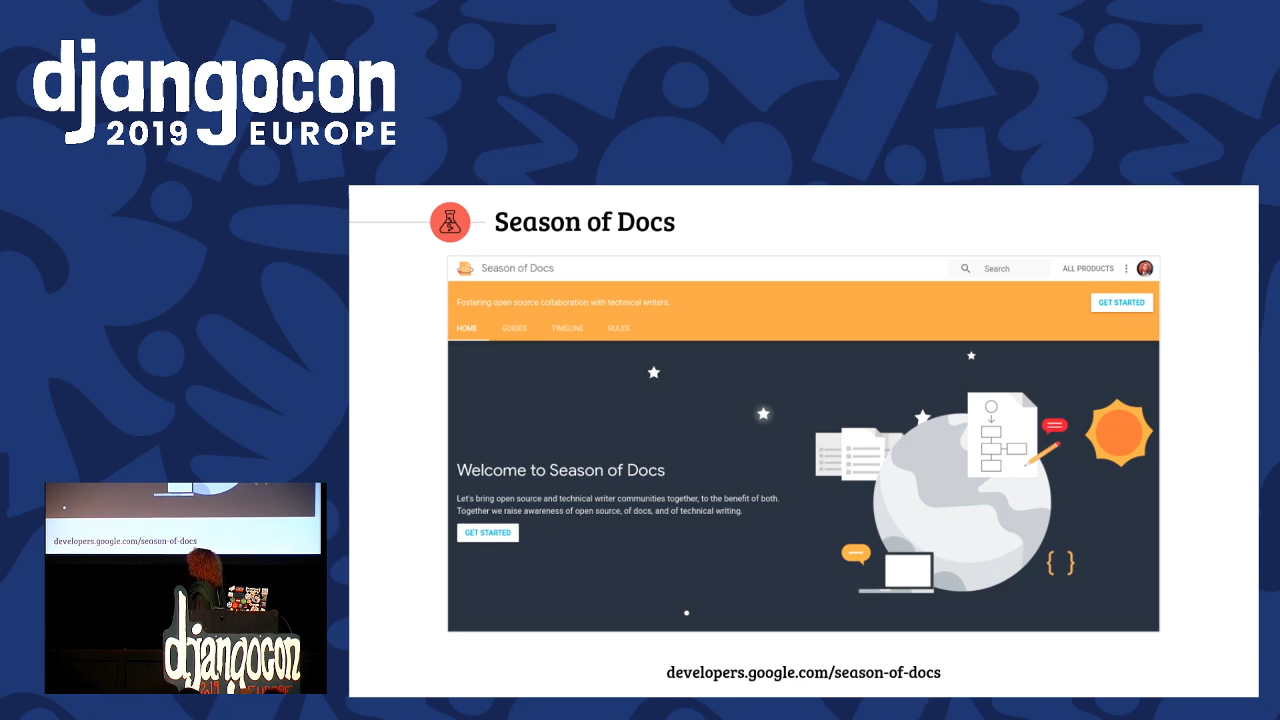 djangocon
2019 EUROPE
Season of Docs
Season of Docs
Search
ALL PRODUCTS
Fostering open source collaboration with technical writers.
GET STARTED
HOME GUIDES TIMELINE RULES
Welcome to Season of Docs
Let's bring open source and technical writer communities together, to the benefit of both.
Together we raise awareness of open source, of docs, and of technical writing.
GET STARTED
{ }
developers.google.com/season-of-docs
developers.google.com/season-of-docs
djangocon
2019 EUROPE